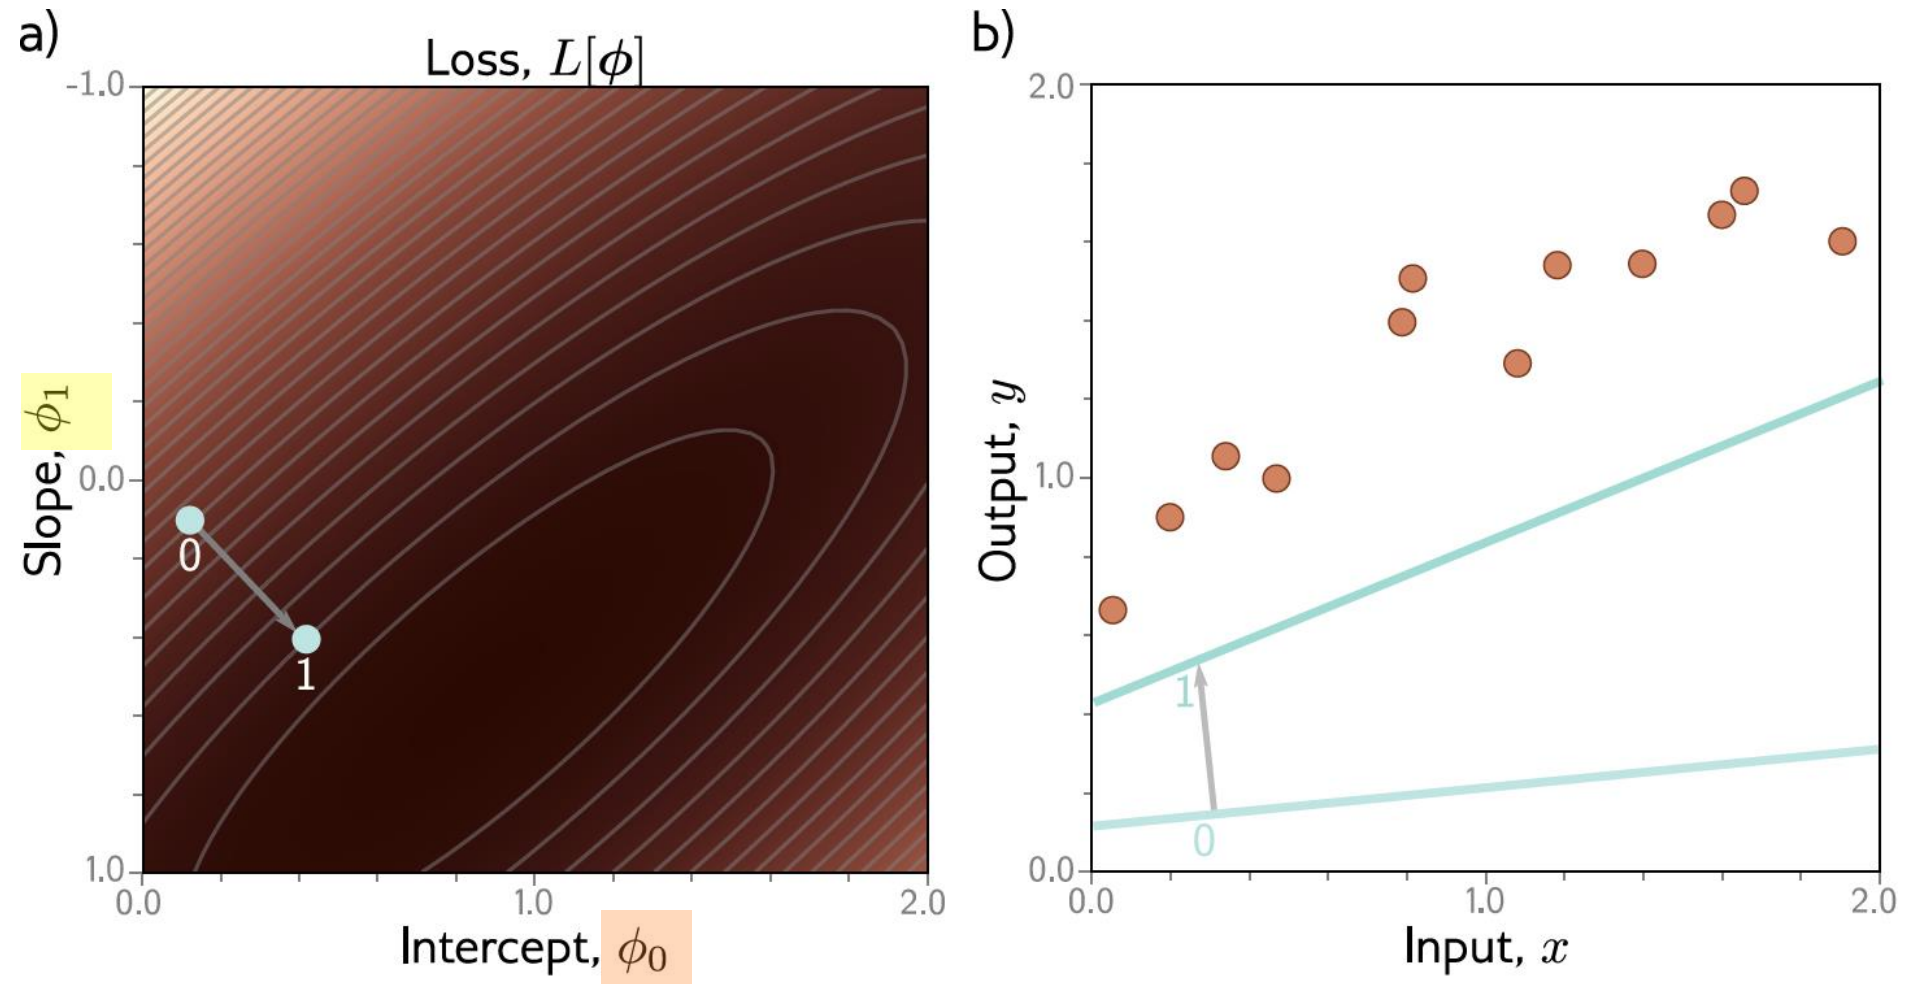 a)
Loss, L[ϕ]
-1.0
0.0
1.0
Slope, ϕ₁
0
1
0.0
1.0
2.0
Intercept, ϕ₀
b)
2.0
1.0
0.0
Output, y
1
0
0.0
1.0
2.0
Input, x